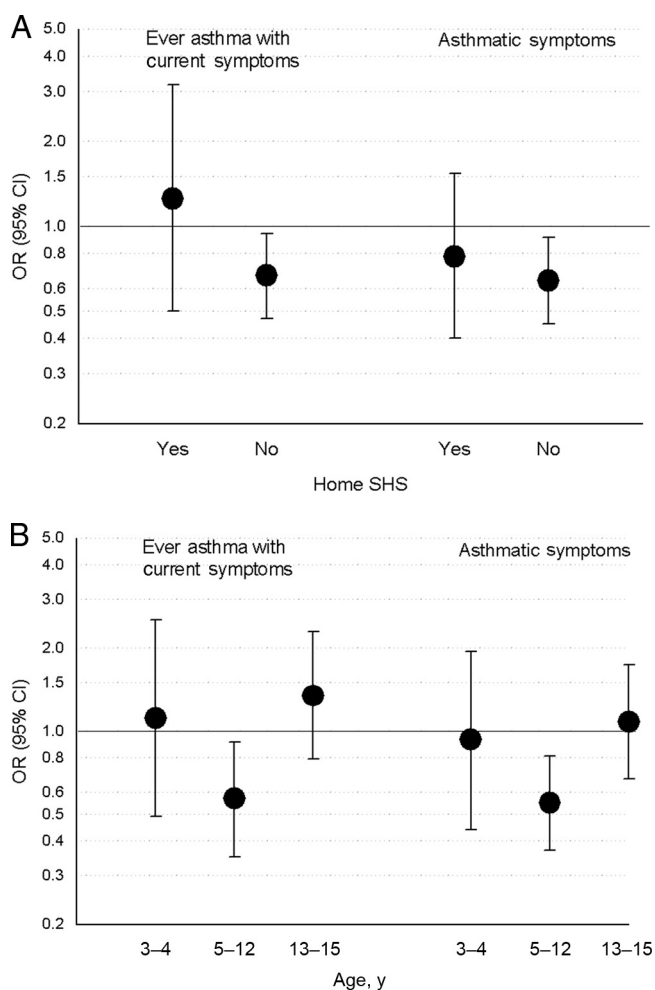 A
Ever asthma with
current symptoms
Asthmatic symptoms
OR (95% CI)
5.0
4.0
3.0
2.0
1.5
1.0
0.8
0.6
0.5
0.4
0.3
0.2
Yes
No
Yes
No
Home SHS
B
Ever asthma with
current symptoms
Asthmatic symptoms
OR (95% CI)
5.0
4.0
3.0
2.0
1.5
1.0
0.8
0.6
0.5
0.4
0.3
0.2
3–4
5–12
13–15
3–4
5–12
13–15
Age, y